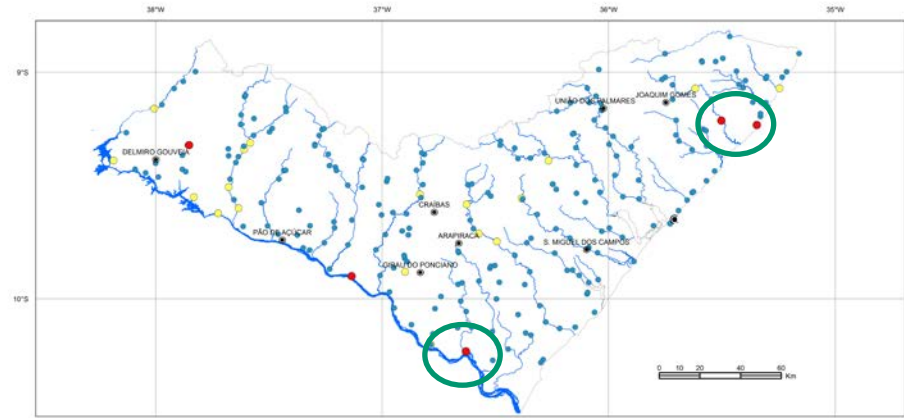 38°W 37°W 36°W 35°W
9°S
JOAQUIM GOMES
UNIÃO DOS PALMARES
DELMIRO GOUVEIA
CRAÍBAS
PÃO DE AÇÚCAR
ARAPIRACA
S. MIGUEL DOS CAMPOS
GIRAU DO PONCIANO
10°S
0 10 20 40 60
Km